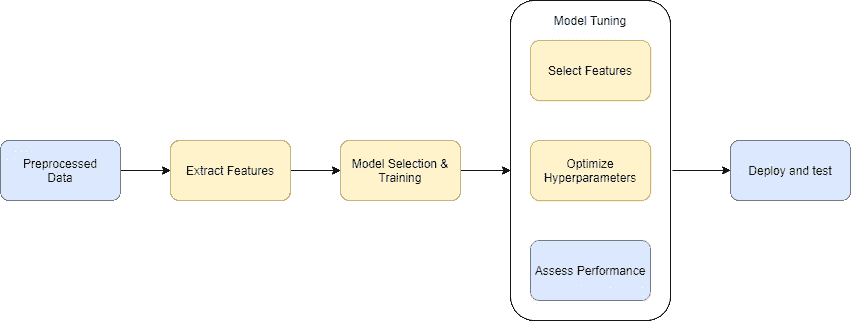 Model Tuning
Select Features
Preprocessed
Data
Extract Features
Model Selection &
Training
Optimize
Hyperparameters
Deploy and test
Assess Performance